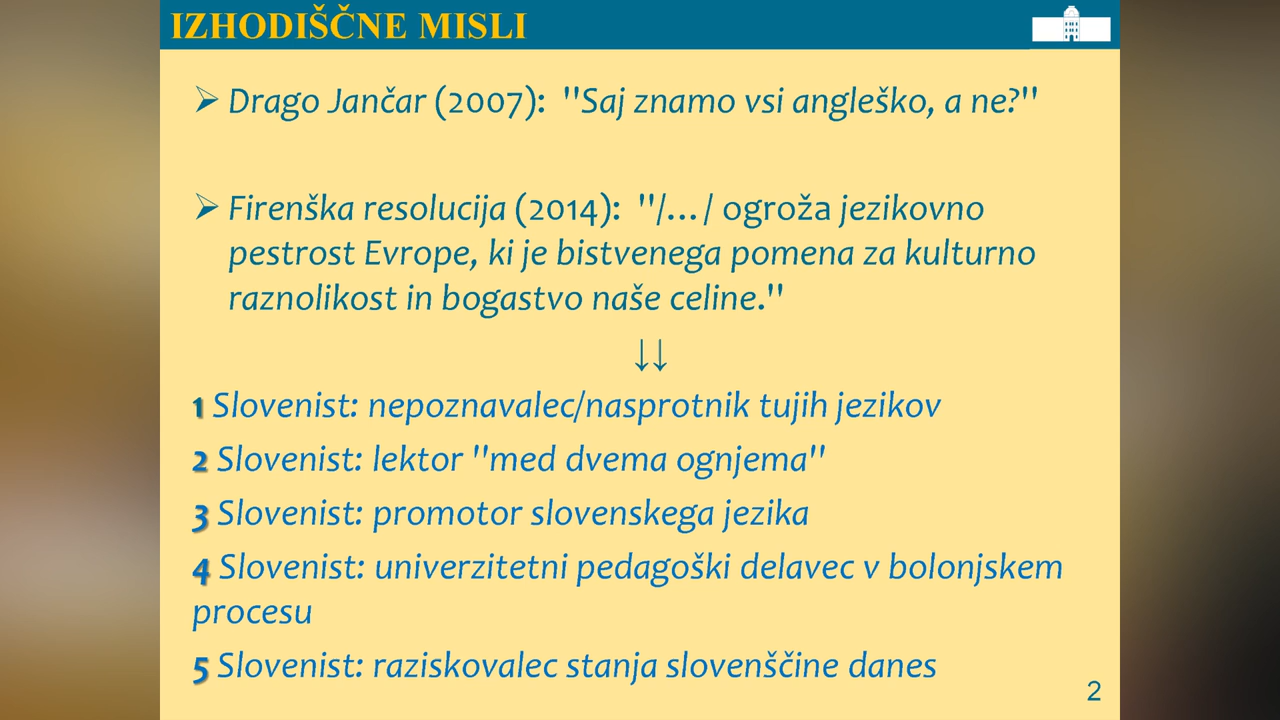 IZHODIŠČNE MISLI
➢ Drago Jančar (2007): "Saj znamo vsi angleško, a ne?"
➢ Firenška resolucija (2014): "/…/ ogroža jezikovno
pestrost Evrope, ki je bistvenega pomena za kulturno
raznolikost in bogastvo naše celine."
↓↓
1 Slovenist: nepoznavalec/nasprotnik tujih jezikov
2 Slovenist: lektor "med dvema ognjema"
3 Slovenist: promotor slovenskega jezika
4 Slovenist: univerzitetni pedagoški delavec v bolonjskem
procesu
5 Slovenist: raziskovalec stanja slovenščine danes
2